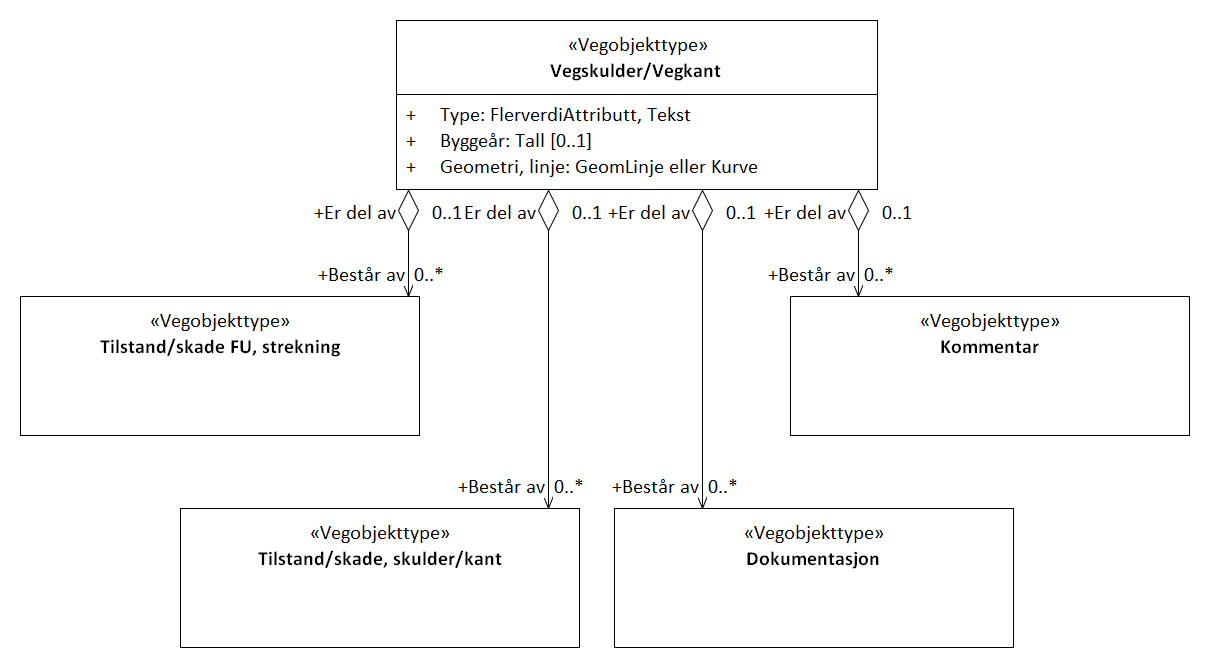 «Vegobjekttype»
Vegskulder/Vegkant
+ Type: FlerverdiAttributt, Tekst
+ Byggeår: Tall [0..1]
+ Geometri, linje: GeomLinje eller Kurve
+Er del av 0..1 Er del av 0..1 +Er del av 0..1 +Er del av 0..1
+Består av 0..* +Består av 0..*
«Vegobjekttype» «Vegobjekttype»
Tilstand/skade FU, strekning Kommentar
+Består av 0..* +Består av 0..*
«Vegobjekttype» «Vegobjekttype»
Tilstand/skade, skulder/kant Dokumentasjon